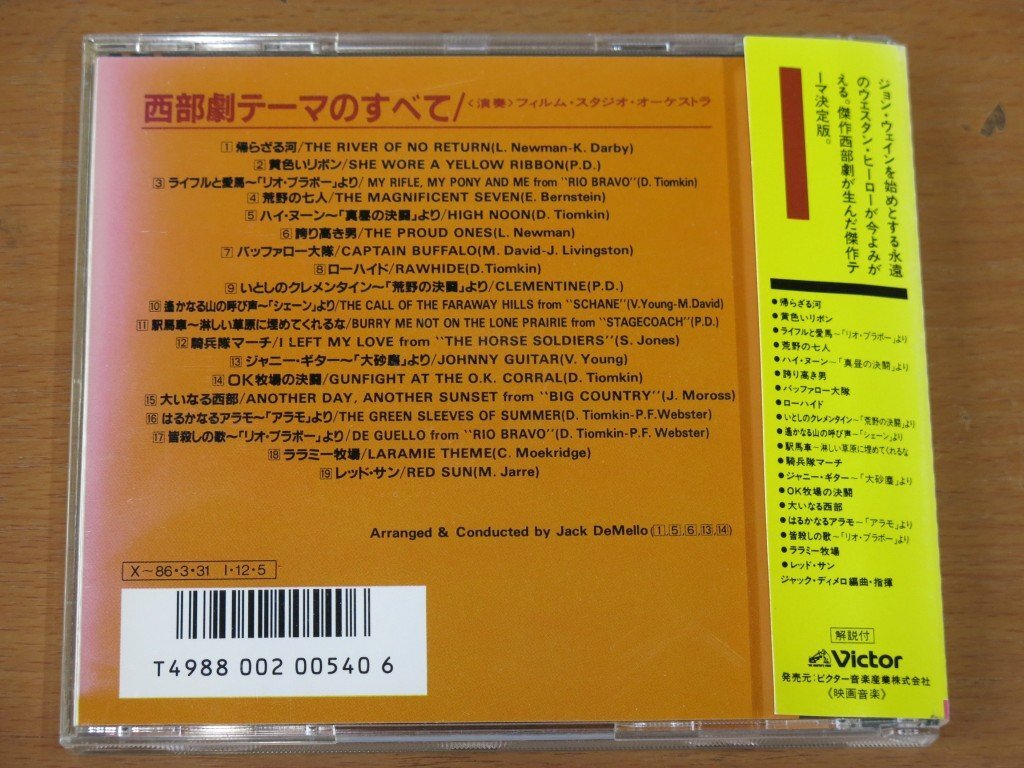 西部劇テーマのすべて/〈演奏〉フィルム・スタジオ・オーケストラ
1 帰らざる河/THE RIVER OF NO RETURN(L. Newman-K. Darby)
2 黄色いリボン/SHE WORE A YELLOW RIBBON(P.D.)
3 ライフルと愛馬〜「リオ・ブラボー」より/MY RIFLE, MY PONY AND ME from "RIO BRAVO"(D. Tiomkin)
4 荒野の七人/THE MAGNIFICENT SEVEN(E. Bernstein)
5 ハイ・ヌーン〜「真昼の決闘」より/HIGH NOON(D. Tiomkin)
6 誇り高き男/THE PROUD ONES(L. Newman)
7 バッファロー大隊/CAPTAIN BUFFALO(M. David-J. Livingston)
8 ローハイド/RAWHIDE(D.Tiomkin)
9 いとしのクレメンタイン〜「荒野の決闘」より/CLEMENTINE(P.D.)
10 遥かなる山の呼び声〜「シェーン」より/THE CALL OF THE FARAWAY HILLS from "SCHANE"(V.Young-M.David)
11 駅馬車〜淋しい草原に埋めてくれるな/BURRY ME NOT ON THE LONE PRAIRIE from "STAGECOACH"(P.D.)
12 騎兵隊マーチ/I LEFT MY LOVE from "THE HORSE SOLDIERS"(S. Jones)
13 ジャニー・ギター〜「大砂塵」より/JOHNNY GUITAR(V. Young)
14 OK牧場の決闘/GUNFIGHT AT THE O.K. CORRAL(D. Tiomkin)
15 大いなる西部/ANOTHER DAY, ANOTHER SUNSET from "BIG COUNTRY"(J. Moross)
16 はるかなるアラモ〜「アラモ」より/THE GREEN SLEEVES OF SUMMER(D. Tiomkin-P.F.Webster)
17 皆殺しの歌〜「リオ・ブラボー」より/DE GUELLO from "RIO BRAVO"(D. Tiomkin-P.F. Webster)
18 ララミー牧場/LARAMIE THEME(C. Moekridge)
19 レッド・サン/RED SUN(M. Jarre)
Arranged & Conducted by Jack DeMello(1,5,6,13,14)
X〜86・3・31 I・12・5
T4988 002 00540 6
ジョン・ウェインを始めとする永遠
のウェスタン・ヒーローが今よみが
える。傑作西部劇が生んだ傑作テ
ーマ決定版。
●帰らざる河
●黄色いリボン
●ライフルと愛馬〜「リオ・ブラボー」より
●荒野の七人
●ハイ・ヌーン〜「真昼の決闘」より
●誇り高き男
●バッファロー大隊
●ローハイド
●いとしのクレメンタイン〜「荒野の決闘」より
●遥かなる山の呼び声〜「シェーン」より
●駅馬車〜淋しい草原に埋めてくれるな
●騎兵隊マーチ
●ジャニー・ギター〜「大砂塵」より
●OK牧場の決闘
●大いなる西部
●はるかなるアラモ〜「アラモ」より
●皆殺しの歌〜「リオ・ブラボー」より
●ララミー牧場
●レッド・サン
ジャック・ディメロ編曲・指揮
解説付
Victor
発売元:ビクター音楽産業株式会社
《映画音楽》